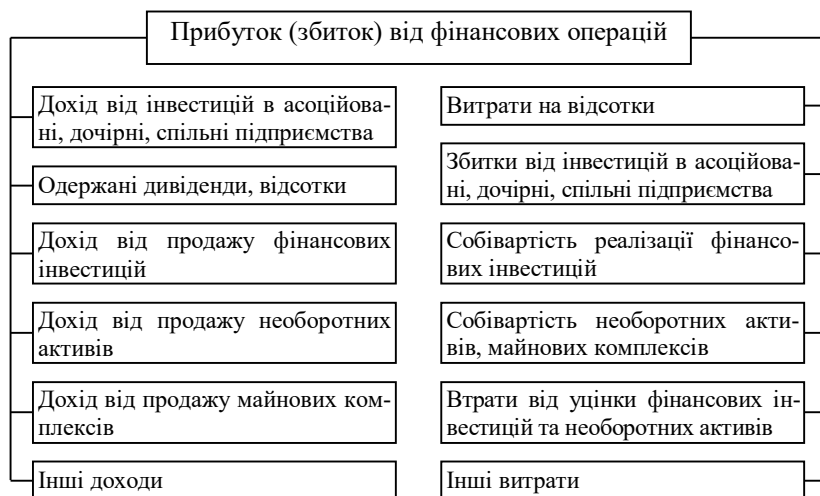 Прибуток (збиток) від фінансових операцій
Дохід від інвестицій в асоційова-
ні, дочірні, спільні підприємства
Одержані дивіденди, відсотки
Дохід від продажу фінансових
інвестицій
Дохід від продажу необоротних
активів
Дохід від продажу майнових ком-
плексів
Інші доходи
Витрати на відсотки
Збитки від інвестицій в асоційова-
ні, дочірні, спільні підприємства
Собівартість реалізації фінансо-
вих інвестицій
Собівартість необоротних акти-
вів, майнових комплексів
Втрати від уцінки фінансових ін-
вестицій та необоротних активів
Інші витрати